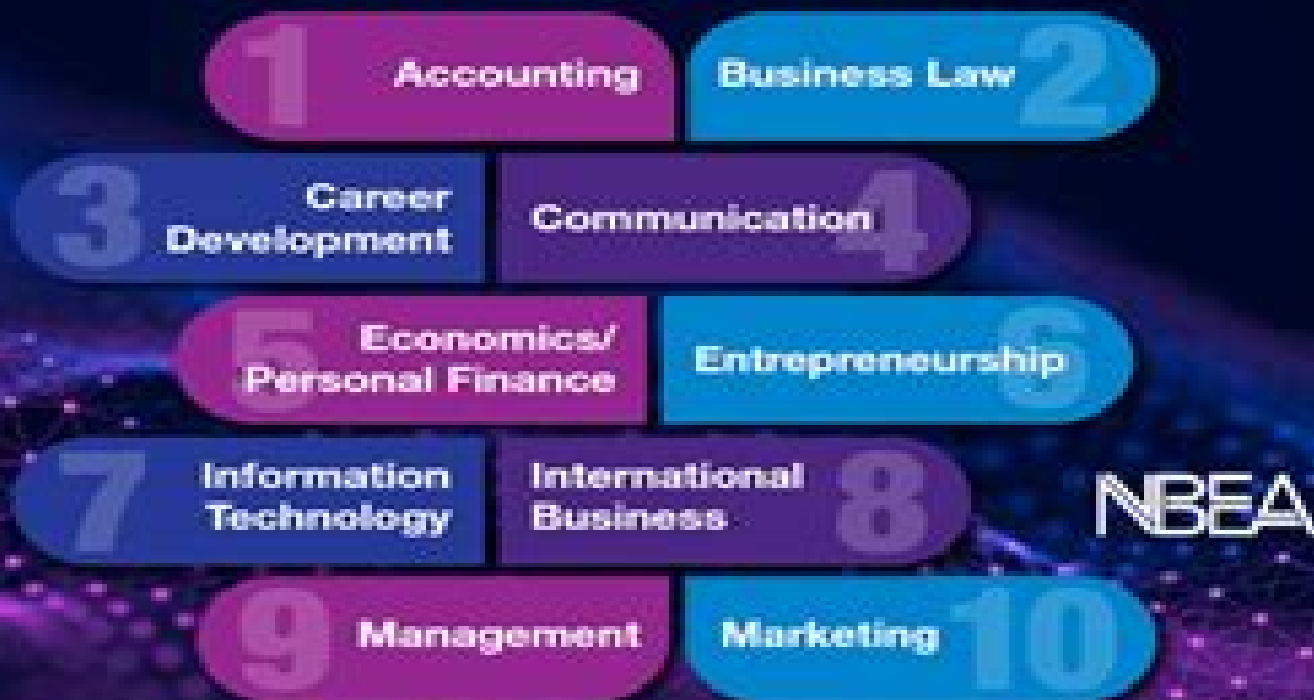 1 Accounting
Business Law 2
3 Career
Development
Communication 4
5 Economics/
Personal Finance
Entrepreneurship 6
7 Information
Technology
International
Business 8
NBEA
9 Management
Marketing 10